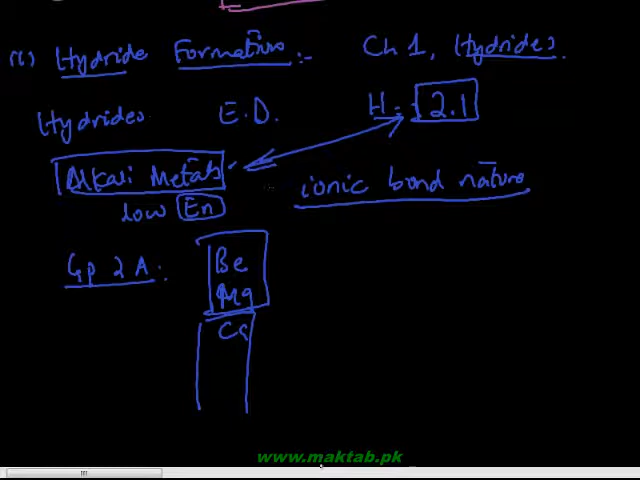 (c) Hydride Formation :- Ch 1, Hydrides.
Hydrides E.D. H = 2.1
Alkali Metals ionic bond nature
low En
Gp 2 A : Be
Mg
Ca
www.maktab.pk